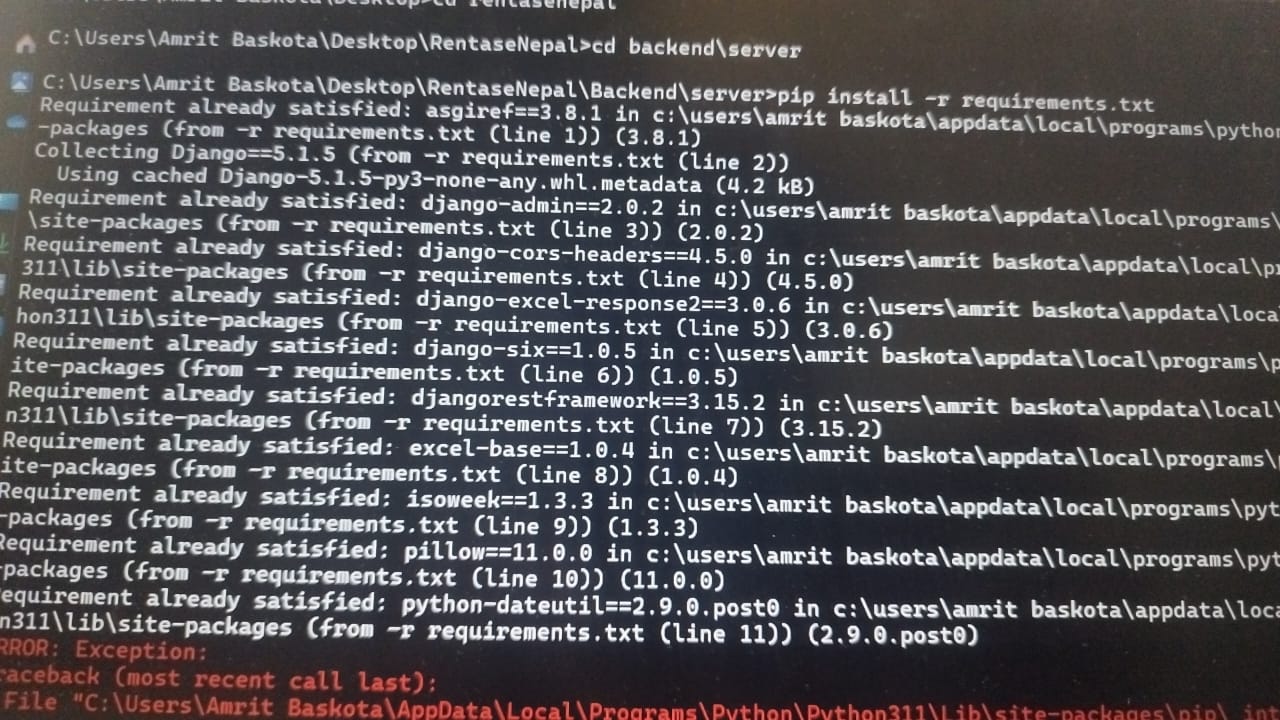 cd rentasenepal
C:\Users\Amrit Baskota\Desktop\RentaseNepal>cd backend\server
C:\Users\Amrit Baskota\Desktop\RentaseNepal\Backend\server>pip install -r requirements.txt
Requirement already satisfied: asgiref==3.8.1 in c:\users\amrit baskota\appdata\local\programs\python
-packages (from -r requirements.txt (line 1)) (3.8.1)
Collecting Django==5.1.5 (from -r requirements.txt (line 2))
Using cached Django-5.1.5-py3-none-any.whl.metadata (4.2 kB)
Requirement already satisfied: django-admin==2.0.2 in c:\users\amrit baskota\appdata\local\programs\
\site-packages (from -r requirements.txt (line 3)) (2.0.2)
Requirement already satisfied: django-cors-headers==4.5.0 in c:\users\amrit baskota\appdata\local\pr
311\lib\site-packages (from -r requirements.txt (line 4)) (4.5.0)
Requirement already satisfied: django-excel-response2==3.0.6 in c:\users\amrit baskota\appdata\loca
hon311\lib\site-packages (from -r requirements.txt (line 5)) (3.0.6)
Requirement already satisfied: django-six==1.0.5 in c:\users\amrit baskota\appdata\local\programs\p
ite-packages (from -r requirements.txt (line 6)) (1.0.5)
Requirement already satisfied: djangorestframework==3.15.2 in c:\users\amrit baskota\appdata\local\
n311\lib\site-packages (from -r requirements.txt (line 7)) (3.15.2)
Requirement already satisfied: excel-base==1.0.4 in c:\users\amrit baskota\appdata\local\programs\
ite-packages (from -r requirements.txt (line 8)) (1.0.4)
Requirement already satisfied: isoweek==1.3.3 in c:\users\amrit baskota\appdata\local\programs\pyt
-packages (from -r requirements.txt (line 9)) (1.3.3)
Requirement already satisfied: pillow==11.0.0 in c:\users\amrit baskota\appdata\local\programs\pyt
packages (from -r requirements.txt (line 10)) (11.0.0)
equirement already satisfied: python-dateutil==2.9.0.post0 in c:\users\amrit baskota\appdata\loca
n311\lib\site-packages (from -r requirements.txt (line 11)) (2.9.0.post0)
RROR: Exception:
raceback (most recent call last):
File "C:\Users\Amrit Baskota\AppData\Local\Programs\Python\Python311\Lib\site-packages\pip\_int